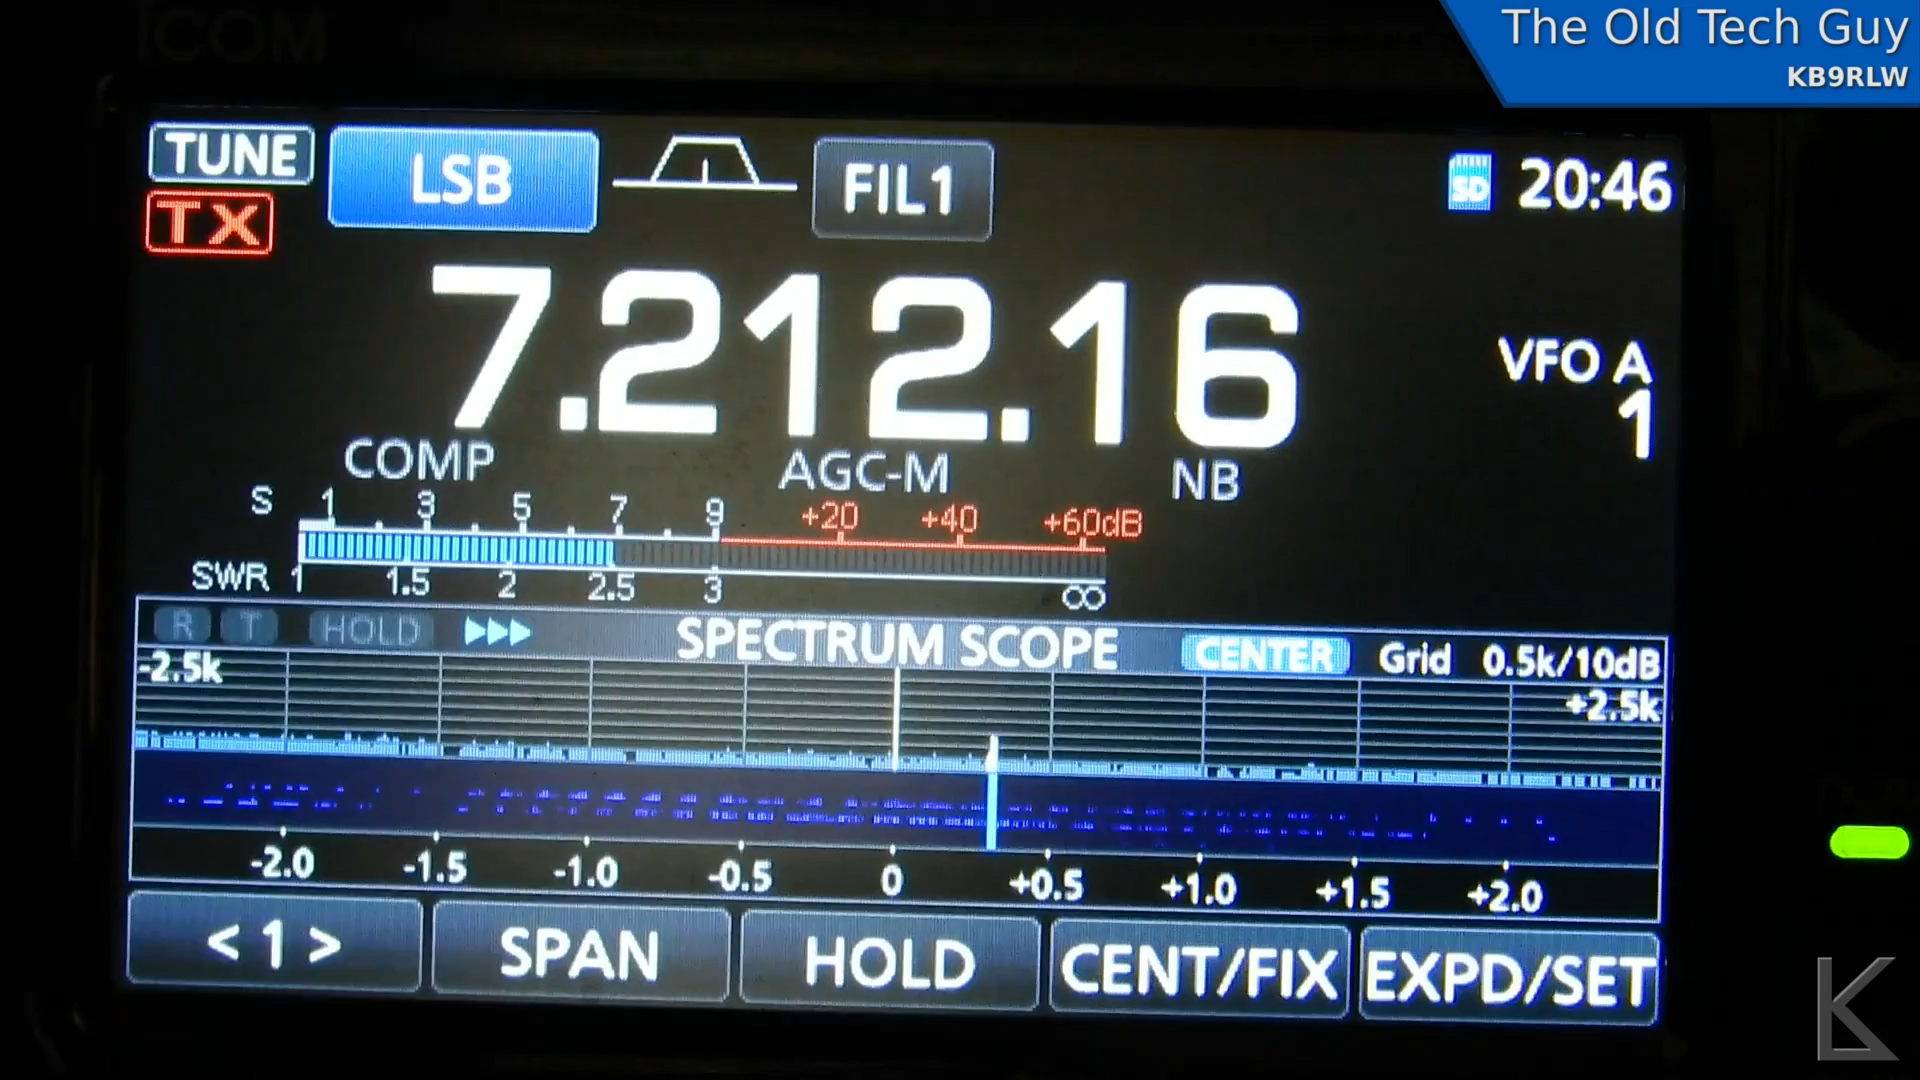 The Old Tech Guy
KB9RLW
ICOM
TUNE LSB FIL1 SD 20:46
TX
7.212.16
VFO A
1
COMP AGC-M NB
S 1 3 5 7 9 +20 +40 +60dB
SWR 1 1.5 2 2.5 3 ∞
R T HOLD SPECTRUM SCOPE CENTER Grid 0.5k/10dB
-2.5k +2.5k
-2.0 -1.5 -1.0 -0.5 0 +0.5 +1.0 +1.5 +2.0
< 1 > SPAN HOLD CENT/FIX EXPD/SET
K